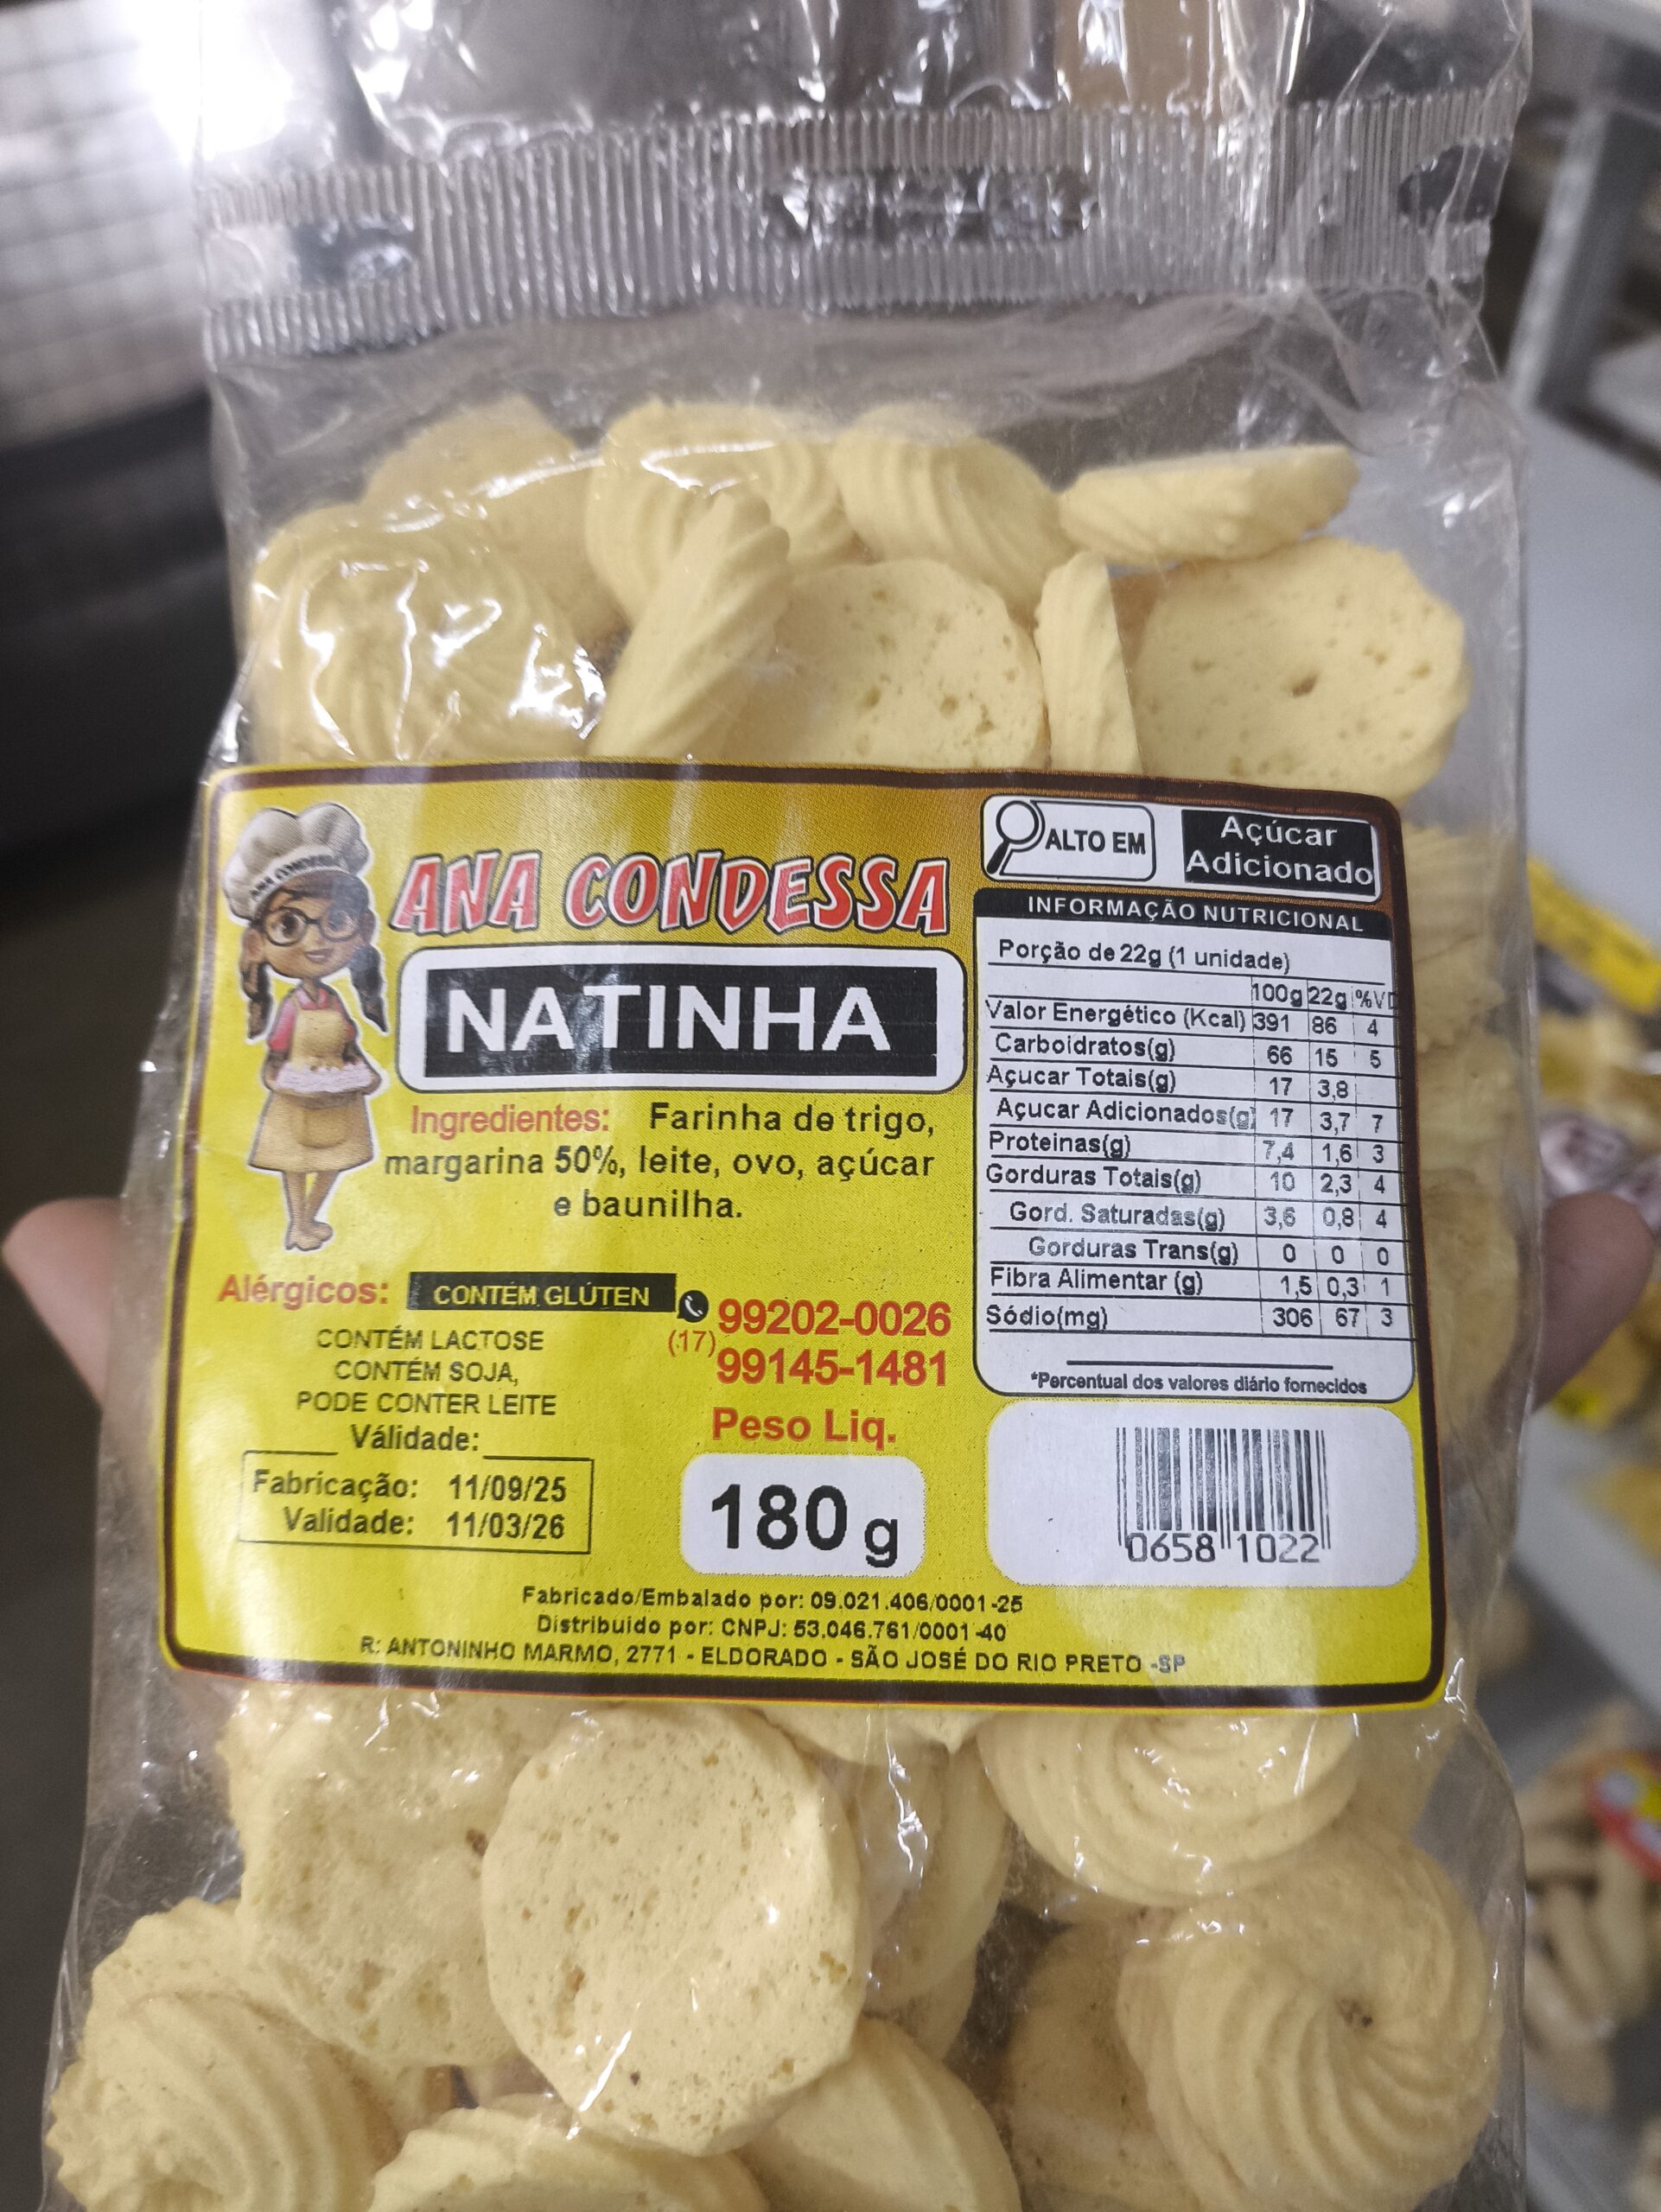 ANA CONDESSA
ANA CONDESSA
NATINHA
Ingredientes: Farinha de trigo,
margarina 50%, leite, ovo, açúcar
e baunilha.
Alérgicos: CONTÉM GLÚTEN
CONTÉM LACTOSE
CONTÉM SOJA,
PODE CONTER LEITE
Válidade:
Fabricação: 11/09/25
Validade: 11/03/26
(17) 99202-0026
99145-1481
Peso Liq.
180 g
ALTO EM
Açúcar
Adicionado
INFORMAÇÃO NUTRICIONAL
Porção de 22g (1 unidade)
100g 22g %VD
Valor Energético (Kcal) 391 86 4
Carboidratos(g) 66 15 5
Açucar Totais(g) 17 3,8
Açucar Adicionados(g) 17 3,7 7
Proteinas(g) 7,4 1,6 3
Gorduras Totais(g) 10 2,3 4
Gord. Saturadas(g) 3,6 0,8 4
Gorduras Trans(g) 0 0 0
Fibra Alimentar (g) 1,5 0,3 1
Sódio(mg) 306 67 3
*Percentual dos valores diário fornecidos
0658 1022
Fabricado/Embalado por: 09.021.406/0001-25
Distribuido por: CNPJ: 53.046.761/0001-40
R: ANTONINHO MARMO, 2771 - ELDORADO - SÃO JOSÉ DO RIO PRETO -SP